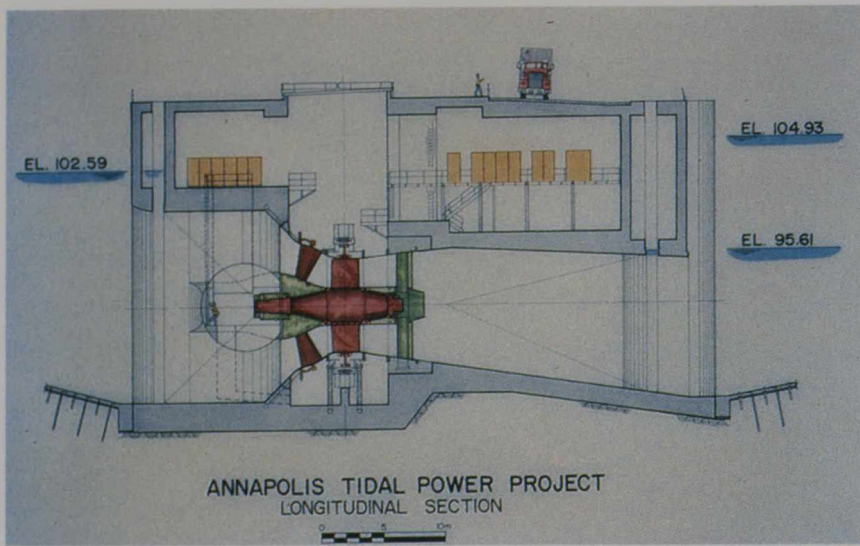 EL. 102.59
EL. 104.93
EL. 95.61
ANNAPOLIS TIDAL POWER PROJECT
LONGITUDINAL SECTION
0 5 10m